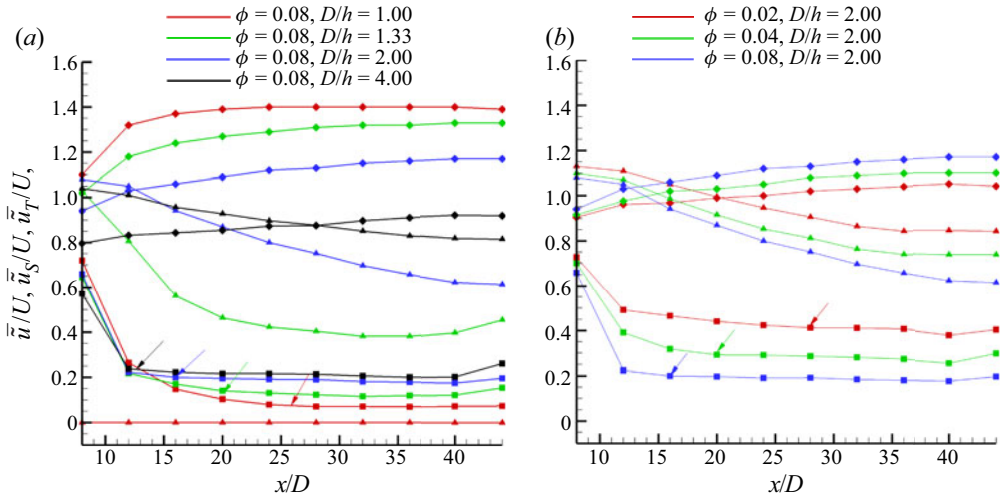 (a)
ϕ = 0.08, D/h = 1.00
ϕ = 0.08, D/h = 1.33
ϕ = 0.08, D/h = 2.00
ϕ = 0.08, D/h = 4.00
1.6
1.4
1.2
1.0
0.8
0.6
0.4
0.2
0
ũ̄/U, ũ̄_S/U, ũ̄_T/U,
10 15 20 25 30 35 40
x/D
(b)
ϕ = 0.02, D/h = 2.00
ϕ = 0.04, D/h = 2.00
ϕ = 0.08, D/h = 2.00
1.6
1.4
1.2
1.0
0.8
0.6
0.4
0.2
0
10 15 20 25 30 35 40
x/D